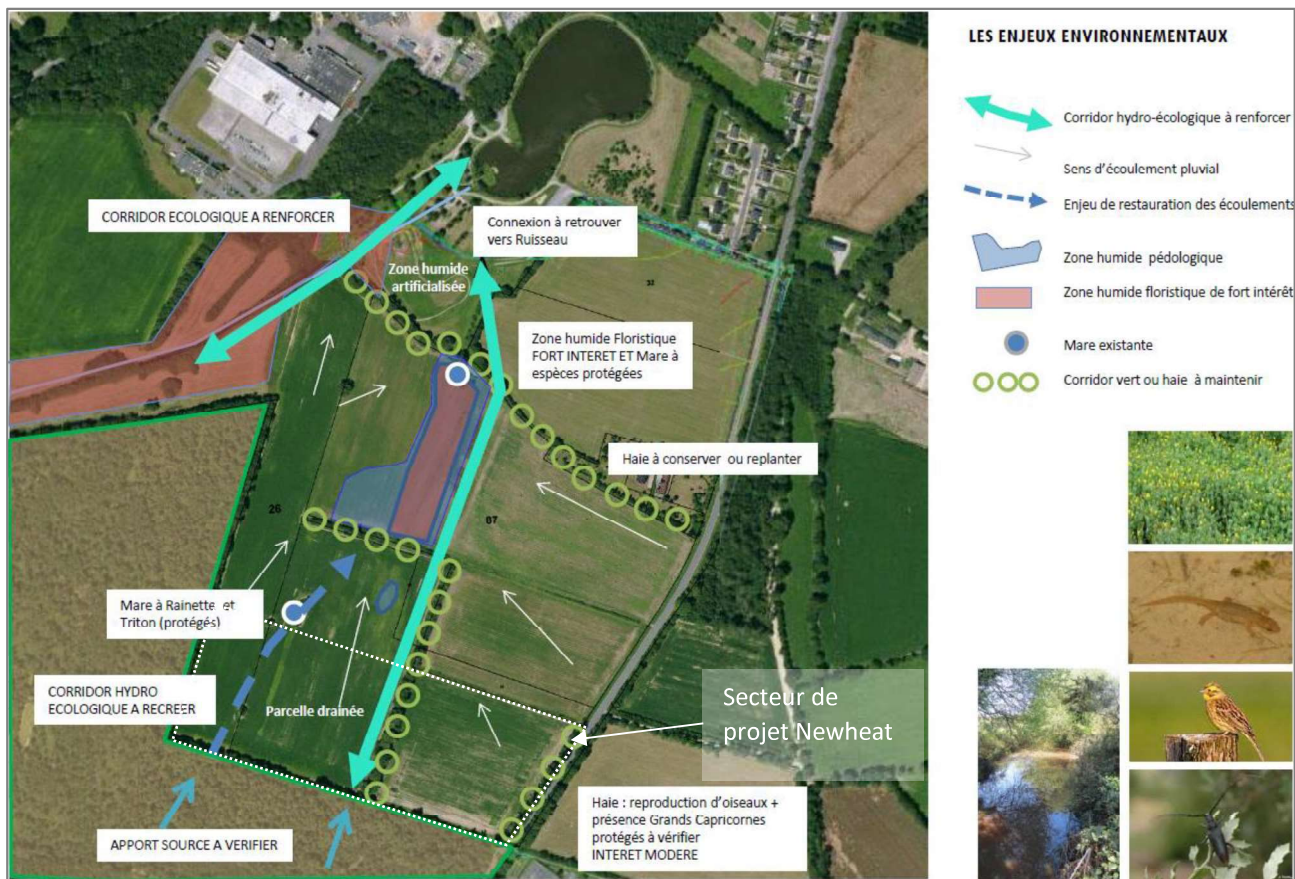 LES ENJEUX ENVIRONNEMENTAUX
Corridor hydro-écologique à renforcer
Sens d'écoulement pluvial
Enjeu de restauration des écoulements
Zone humide pédologique
Zone humide floristique de fort intérêt
Mare existante
Corridor vert ou haie à maintenir
CORRIDOR ECOLOGIQUE A RENFORCER
Connexion à retrouver
vers Ruisseau
Zone humide
artificialisée
Zone humide Floristique
FORT INTERET ET Mare à
espèces protégées
Haie à conserver ou replanter
26
07
Mare à Rainette et
Triton (protégés)
CORRIDOR HYDRO
ECOLOGIQUE A RECREER
Parcelle drainée
Secteur de
projet Newheat
APPORT SOURCE A VERIFIER
Haie : reproduction d'oiseaux +
présence Grands Capricornes
protégés à vérifier
INTERET MODERE